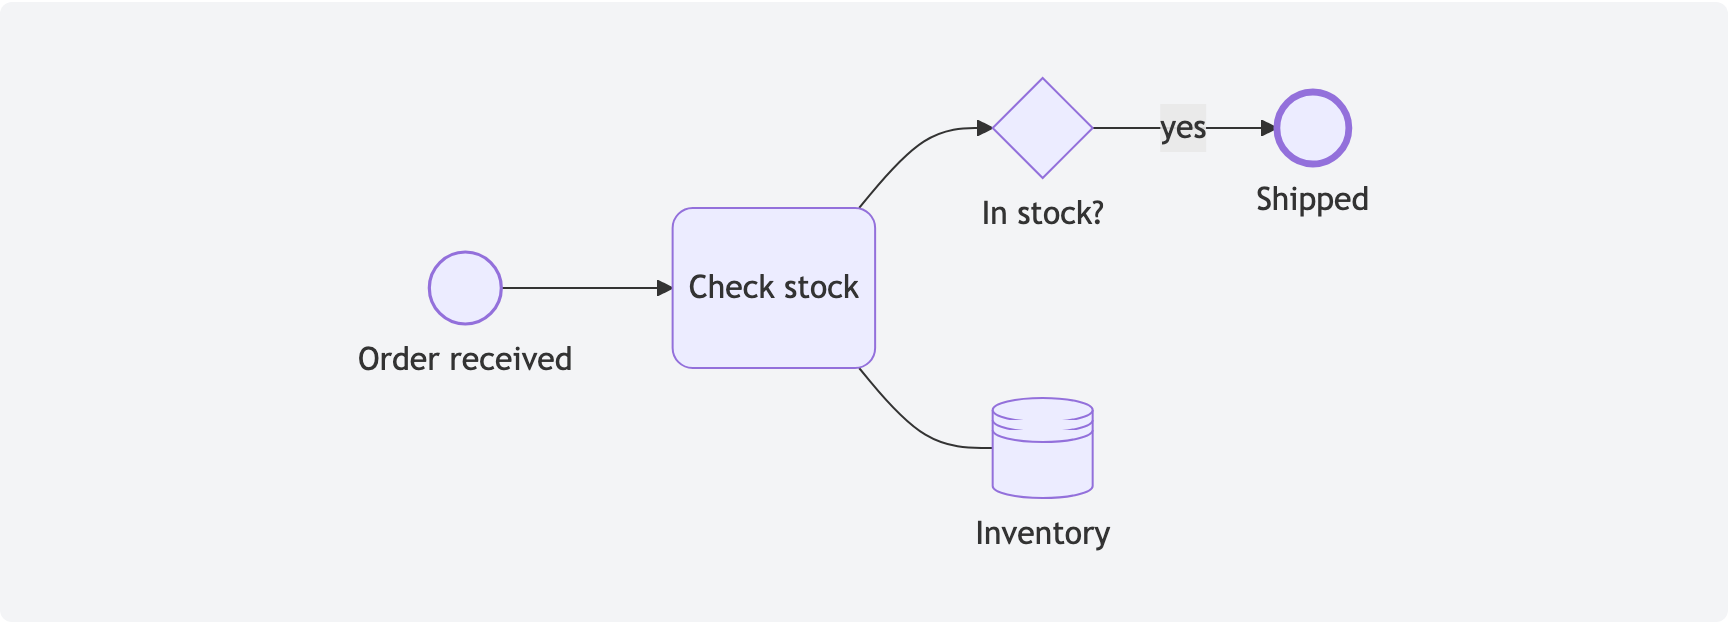 Order received
Check stock
In stock?
yes
Shipped
Inventory